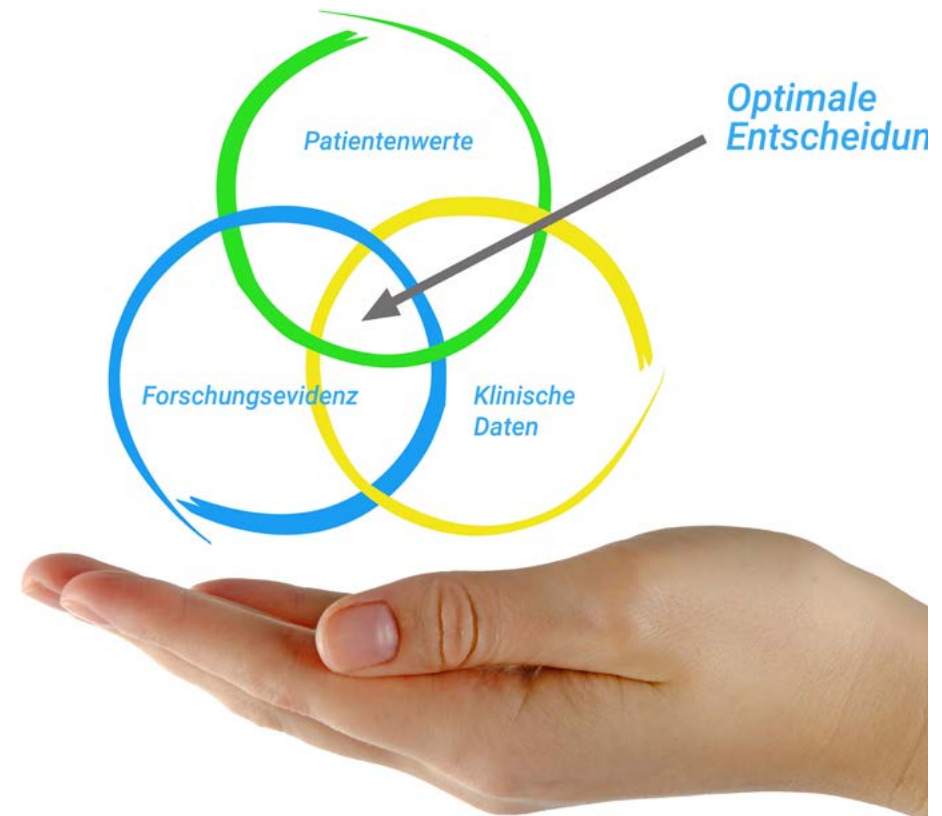 Patientenwerte
Optimale
Entscheidun
Forschungsevidenz
Klinische
Daten